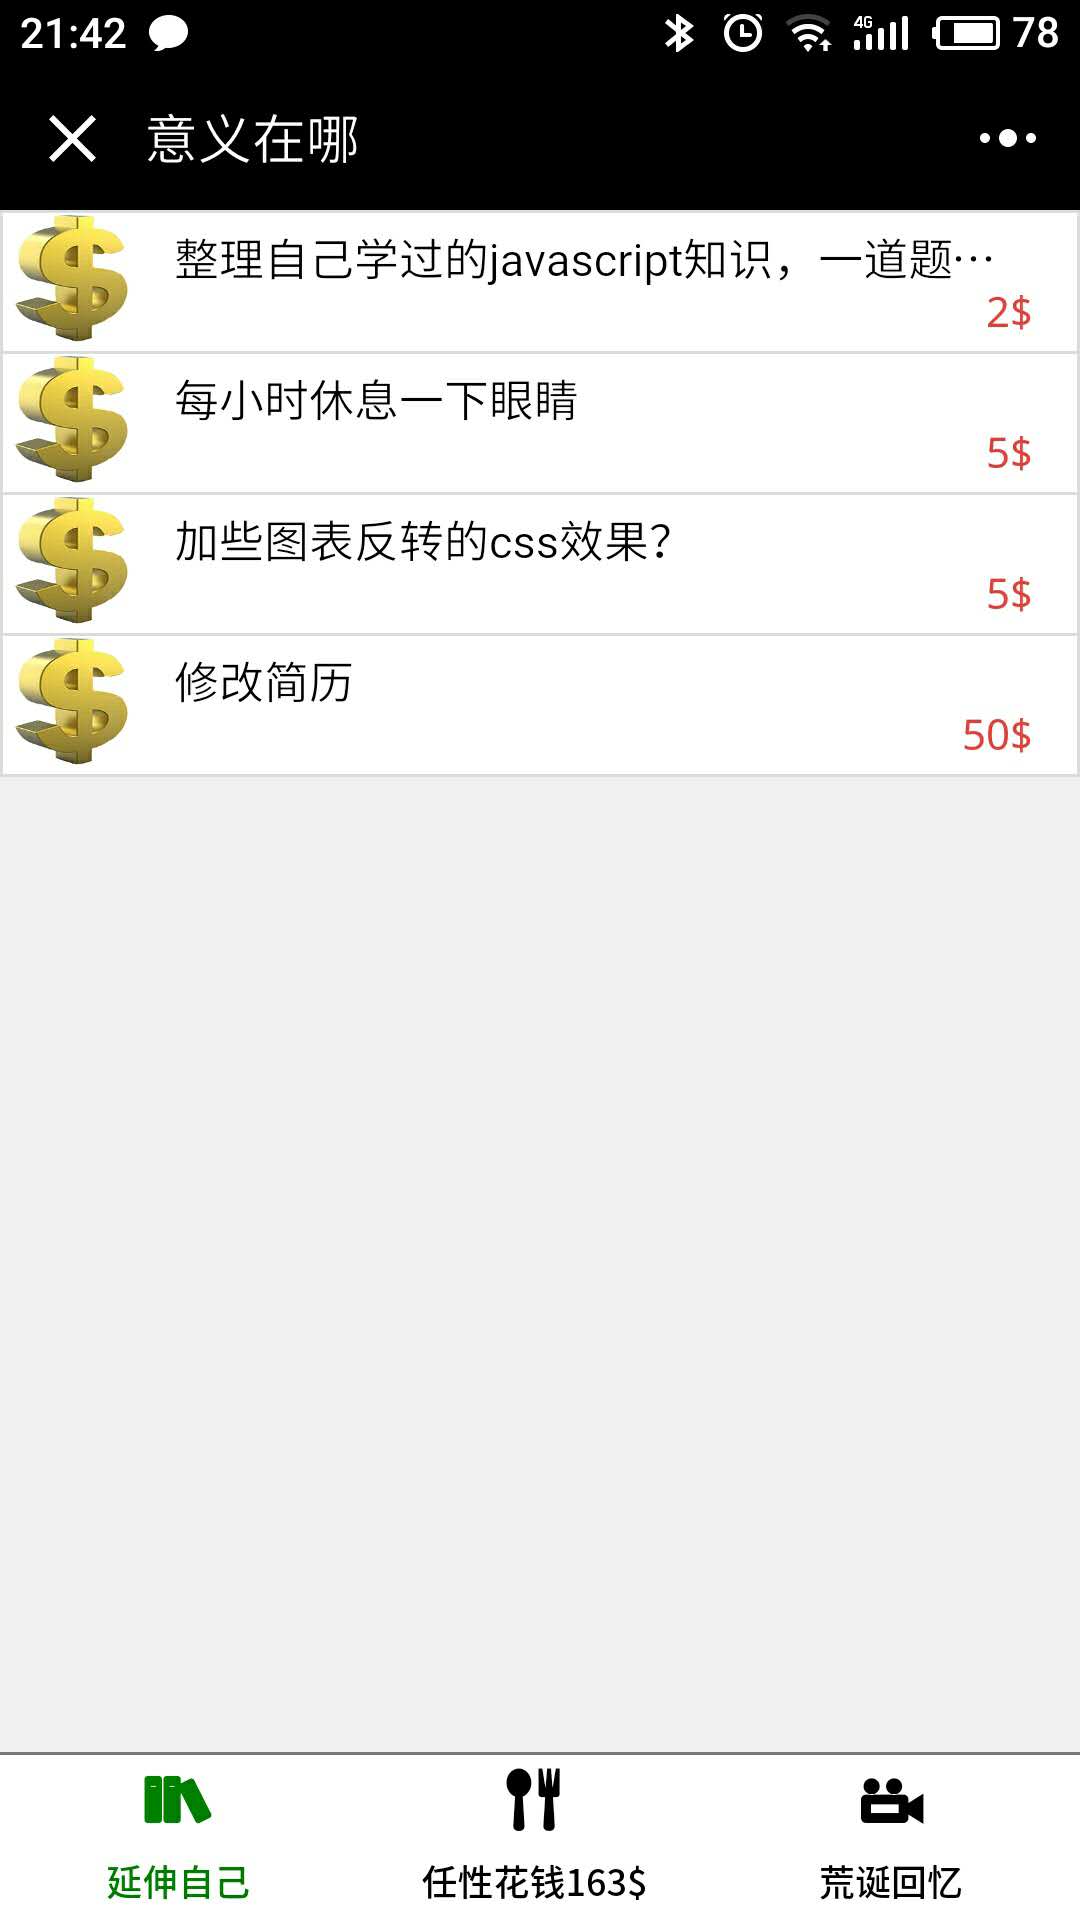 21:42 4G 78
意义在哪
整理自己学过的javascript知识，一道题…
2$
每小时休息一下眼睛
5$
加些图表反转的css效果？
5$
修改简历
50$
延伸自己 任性花钱163$ 荒诞回忆